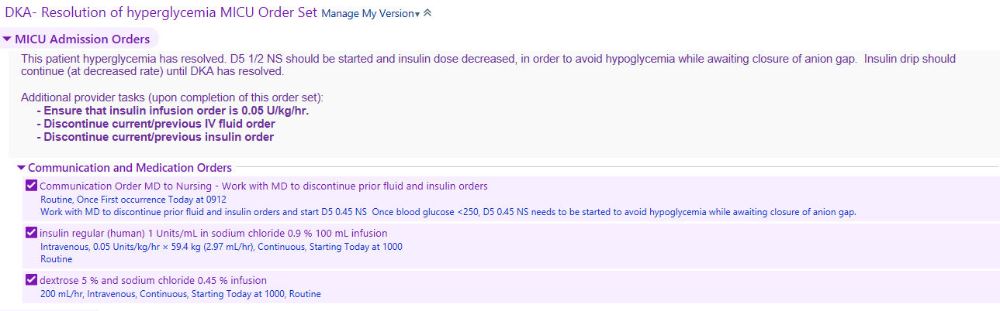 DKA- Resolution of hyperglycemia MICU Order Set Manage My Version
MICU Admission Orders
This patient hyperglycemia has resolved. D5 1/2 NS should be started and insulin dose decreased, in order to avoid hypoglycemia while awaiting closure of anion gap.  Insulin drip should
continue (at decreased rate) until DKA has resolved.
Additional provider tasks (upon completion of this order set):
- Ensure that insulin infusion order is 0.05 U/kg/hr.
- Discontinue current/previous IV fluid order
- Discontinue current/previous insulin order
Communication and Medication Orders
Communication Order MD to Nursing - Work with MD to discontinue prior fluid and insulin orders
Routine, Once First occurrence Today at 0912
Work with MD to discontinue prior fluid and insulin orders and start D5 0.45 NS  Once blood glucose <250, D5 0.45 NS needs to be started to avoid hypoglycemia while awaiting closure of anion gap.
insulin regular (human) 1 Units/mL in sodium chloride 0.9 % 100 mL infusion
Intravenous, 0.05 Units/kg/hr × 59.4 kg (2.97 mL/hr), Continuous, Starting Today at 1000
Routine
dextrose 5 % and sodium chloride 0.45 % infusion
200 mL/hr, Intravenous, Continuous, Starting Today at 1000, Routine